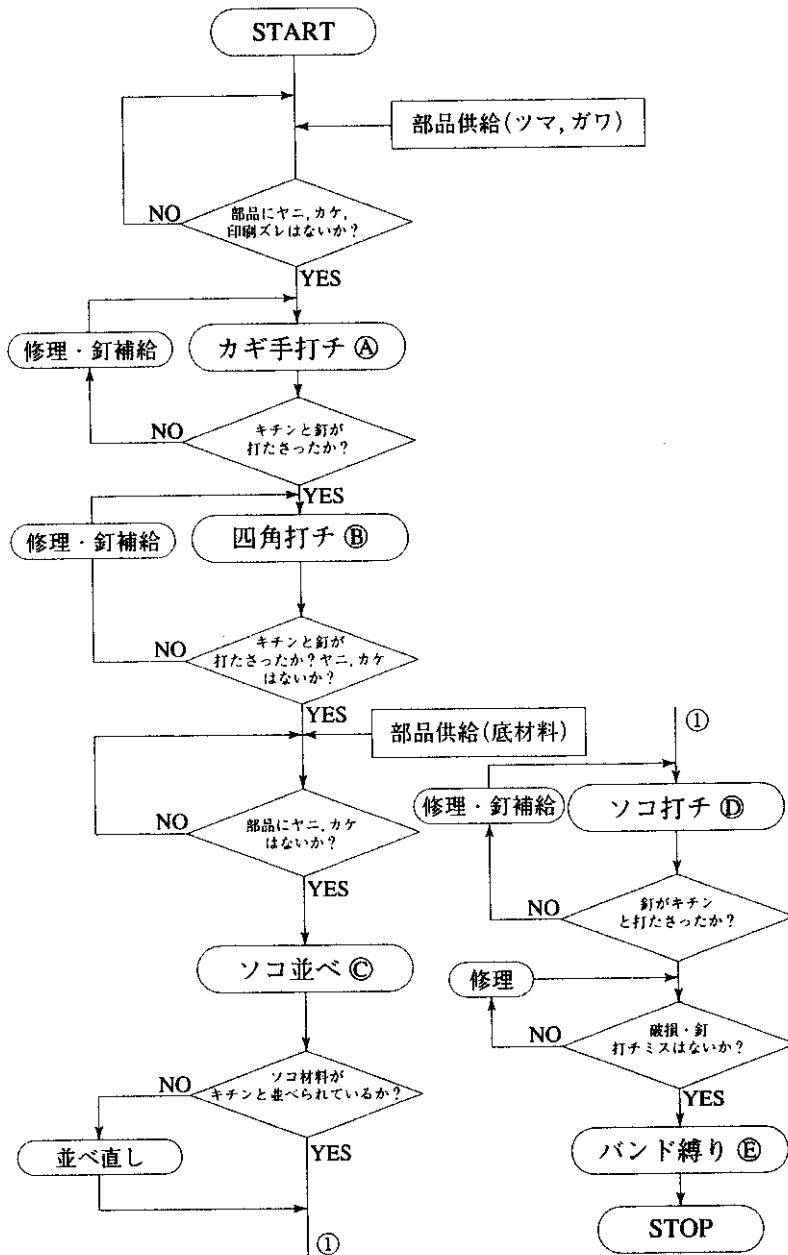 START
部品供給(ツマ,ガワ)
NO
部品にヤニ,カケ,
印刷ズレはないか?
YES
修理・釘補給
カギ手打チ Ⓐ
NO
キチンと釘が
打たさったか?
YES
修理・釘補給
四角打チ Ⓑ
NO
キチンと釘が
打たさったか?ヤニ,カケ
はないか?
YES
部品供給(底材料)
NO
部品にヤニ,カケ
はないか?
YES
ソコ並べ Ⓒ
NO
ソコ材料が
キチンと並べられているか?
YES
並べ直し
①
①
修理・釘補給
ソコ打チ Ⓓ
NO
釘がキチン
と打たさったか?
修理
NO
破損・釘
打チミスはないか?
YES
バンド縛り Ⓔ
STOP